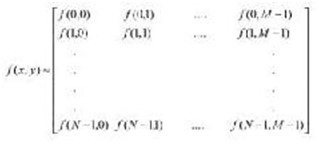 f(0,0) f(0,1) .... f(0,M-1)
f(1,0) f(1,1) .... f(1,M-1)
. .
. .
f(x,y) = . .
. .
f(N-1,0) f(N-1,1) .... f(N-1,M-1)